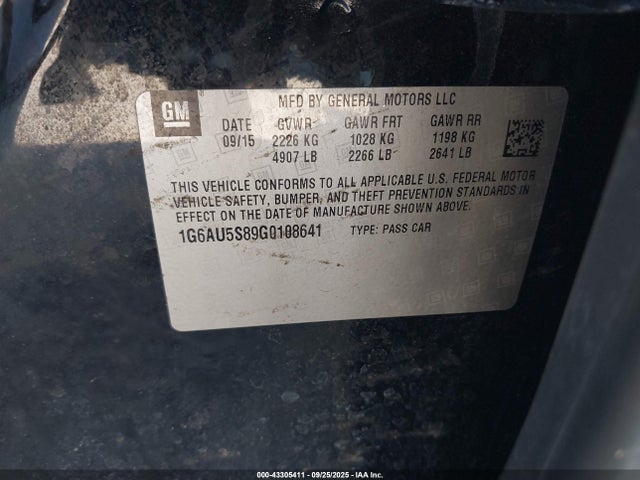 GM
MFD BY GENERAL MOTORS LLC
DATE GVWR GAWR FRT GAWR RR
09/15 2226 KG 1028 KG 1198 KG
4907 LB 2266 LB 2641 LB
THIS VEHICLE CONFORMS TO ALL APPLICABLE U.S. FEDERAL MOTOR
VEHICLE SAFETY, BUMPER, AND THEFT PREVENTION STANDARDS IN
EFFECT ON THE DATE OF MANUFACTURE SHOWN ABOVE.
1G6AU5S89G0108641 TYPE: PASS CAR
000-43305411 - 09/25/2025 - IAA Inc.